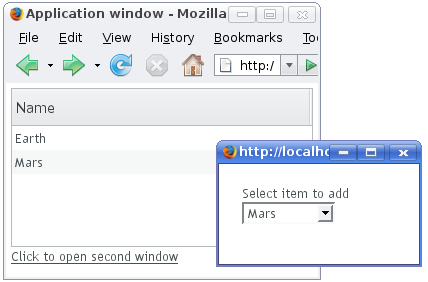 Application window - Mozilla
File Edit View History Bookmarks To
http:/
Name
Earth
Mars
Click to open second window
http://localho
Select item to add
Mars